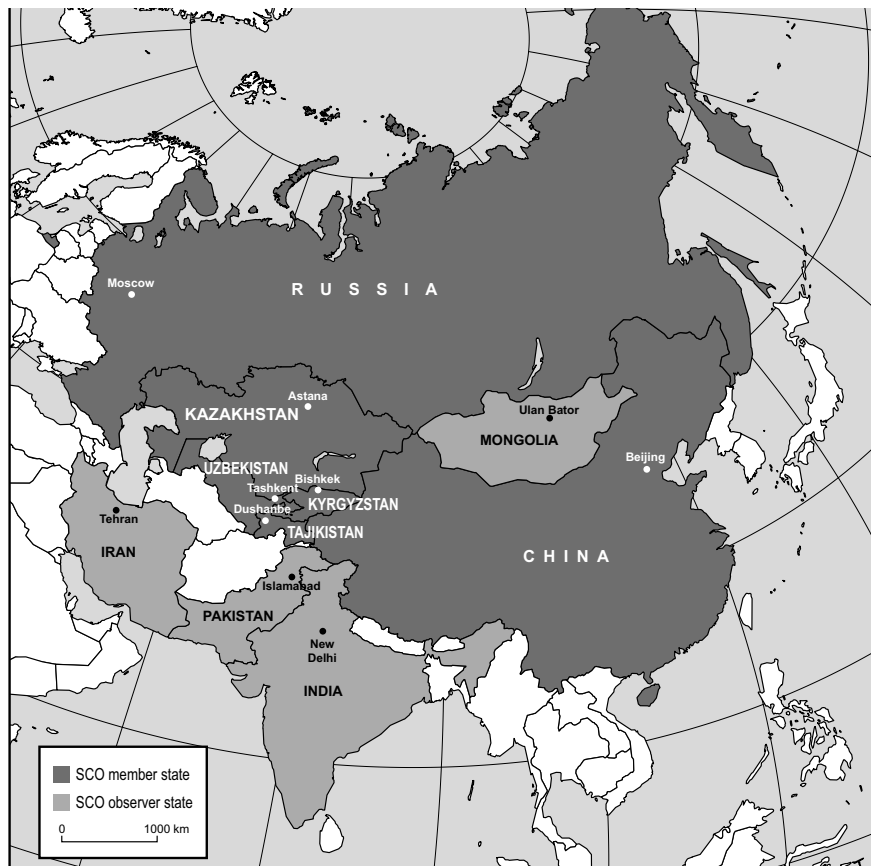 Moscow
R U S S I A
Astana
KAZAKHSTAN
Ulan Bator
MONGOLIA
Beijing
UZBEKISTAN
Bishkek
Tashkent
KYRGYZSTAN
Dushanbe
TAJIKISTAN
Tehran
IRAN
C H I N A
Islamabad
PAKISTAN
New
Delhi
INDIA
SCO member state
SCO observer state
0 1000 km